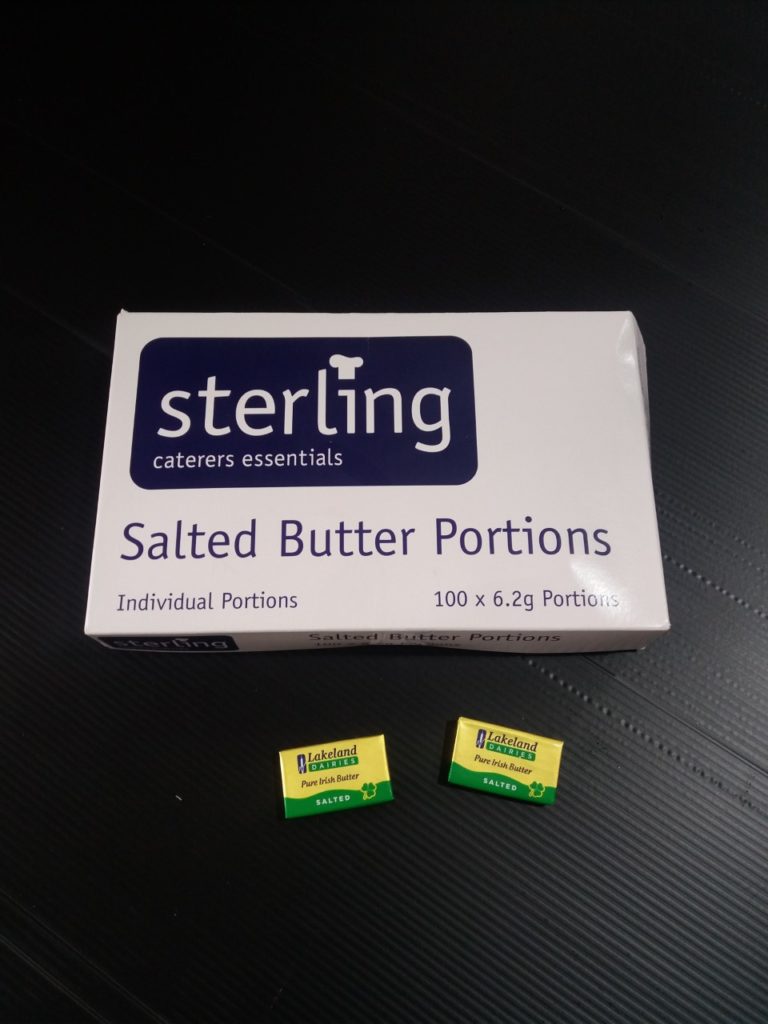 sterling
caterers essentials
Salted Butter Portions
Individual Portions
100 x 6.2g Portions
sterling
Salted Butter Portions
Lakeland
DAIRIES
Pure Irish Butter
SALTED
Lakeland
DAIRIES
Pure Irish Butter
SALTED